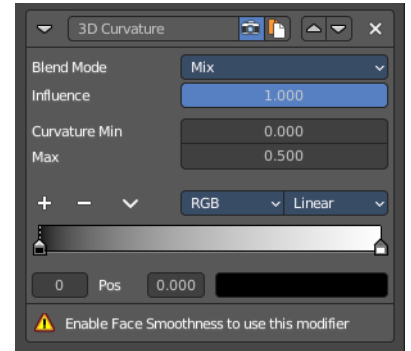 3D Curvature
Blend Mode Mix
Influence 1.000
Curvature Min 0.000
Max 0.500
RGB Linear
0 Pos 0.000
Enable Face Smoothness to use this modifier